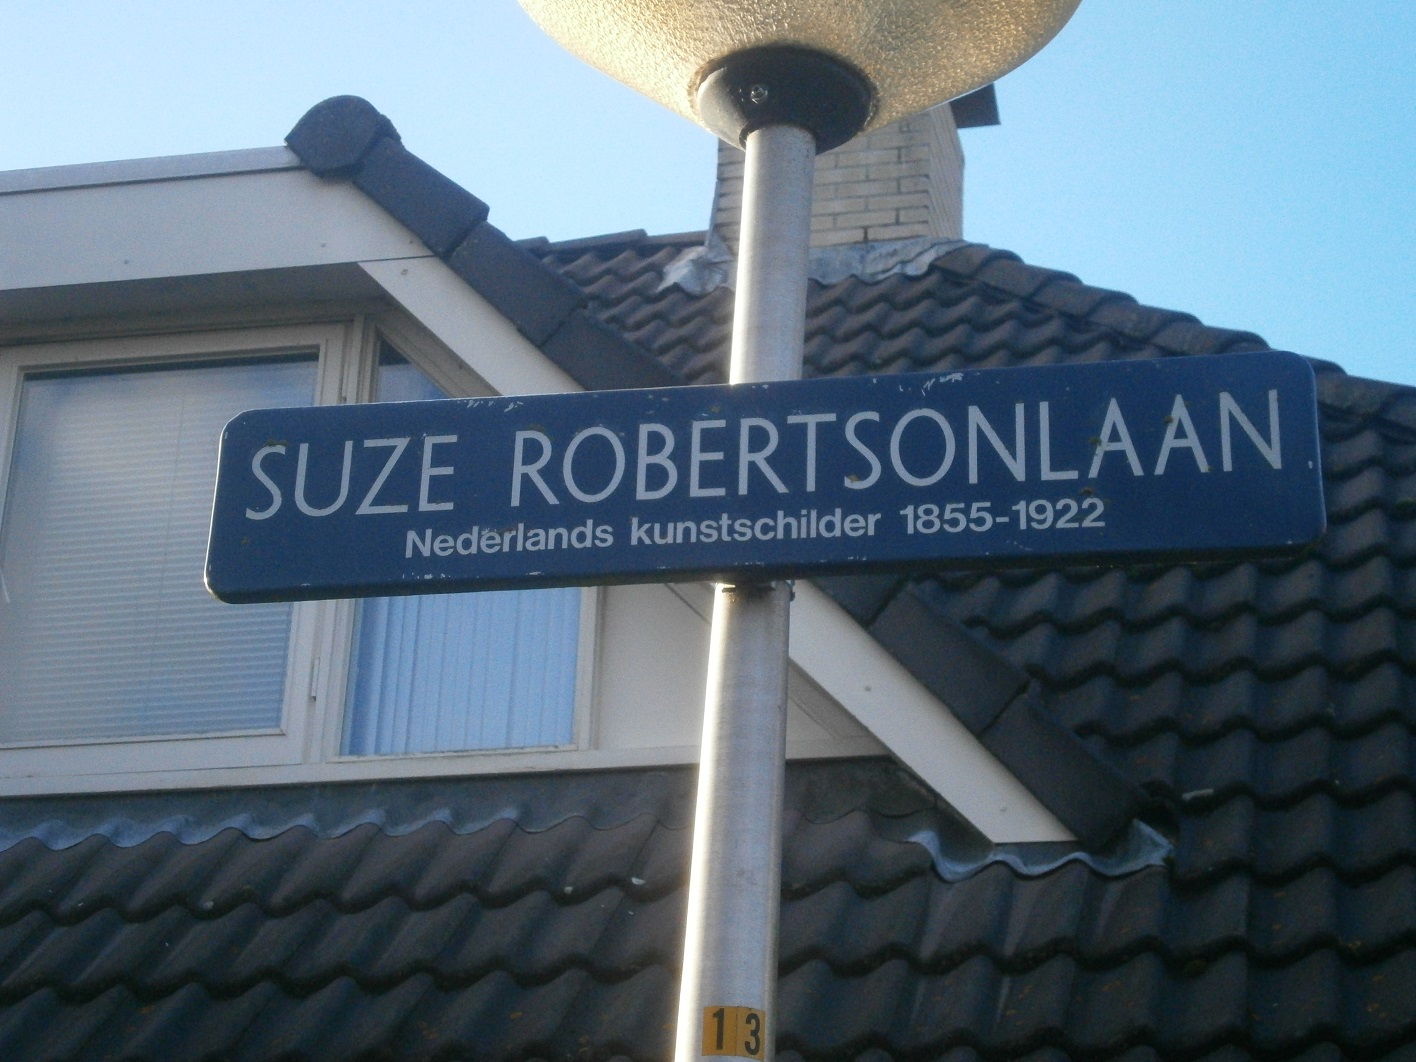 SUZE ROBERTSONLAAN
Nederlands kunstschilder 1855-1922
13